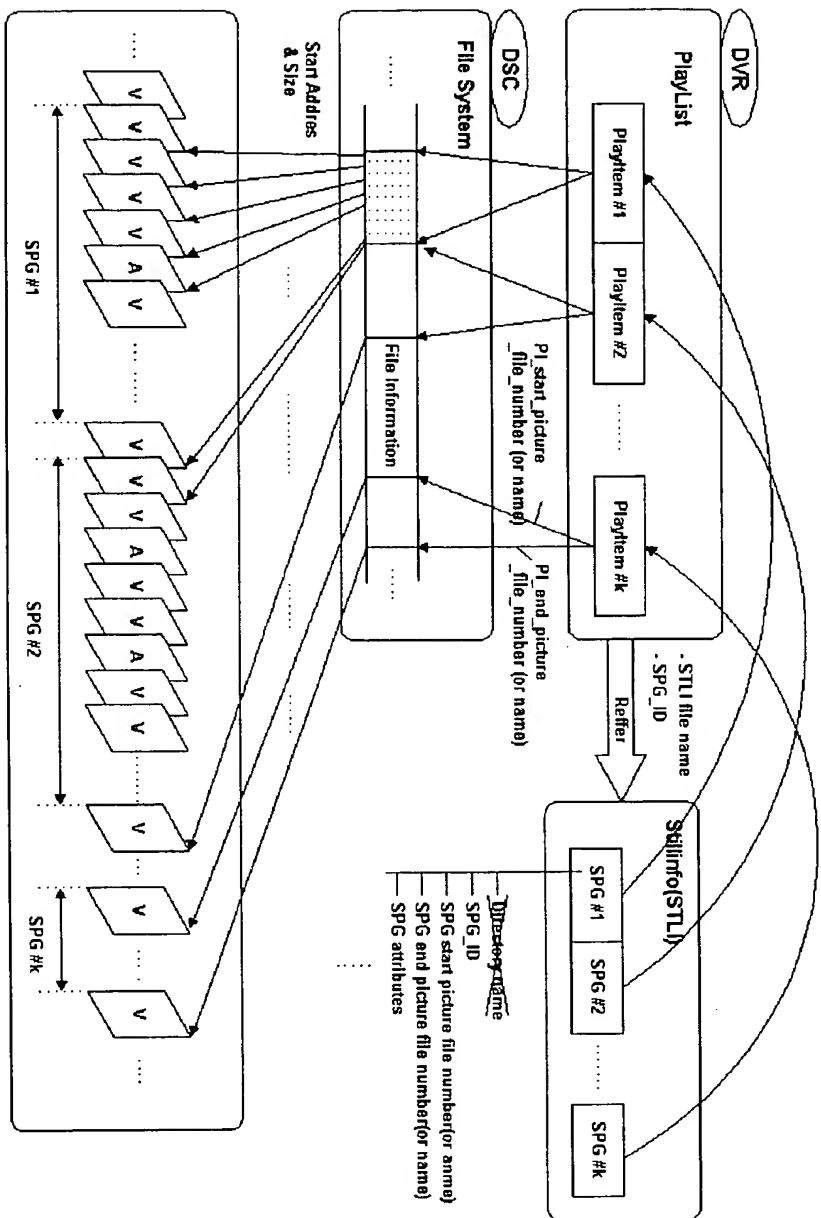 DVR
PlayList
PlayItem #1
PlayItem #2
........
PlayItem #k
- STLI file name
- SPG_ID
Reffer
Stillinfo(STLI)
SPG #1
SPG #2
........
SPG #k
Directory name
SPG_ID
SPG start picture file number(or anme)
SPG end picture file number(or name)
SPG attributes
........
PI_start_picture
_file_number (or name)
PI_end_picture
_file_number (or name)
DSC
File System
......
File Information
......
Start Addres
& Size
........
........
........
......
V
V
V
V
V
A
V
........
V
V
V
A
V
V
A
V
V
......
V
......
V
......
V
......
SPG #1
SPG #2
SPG #k